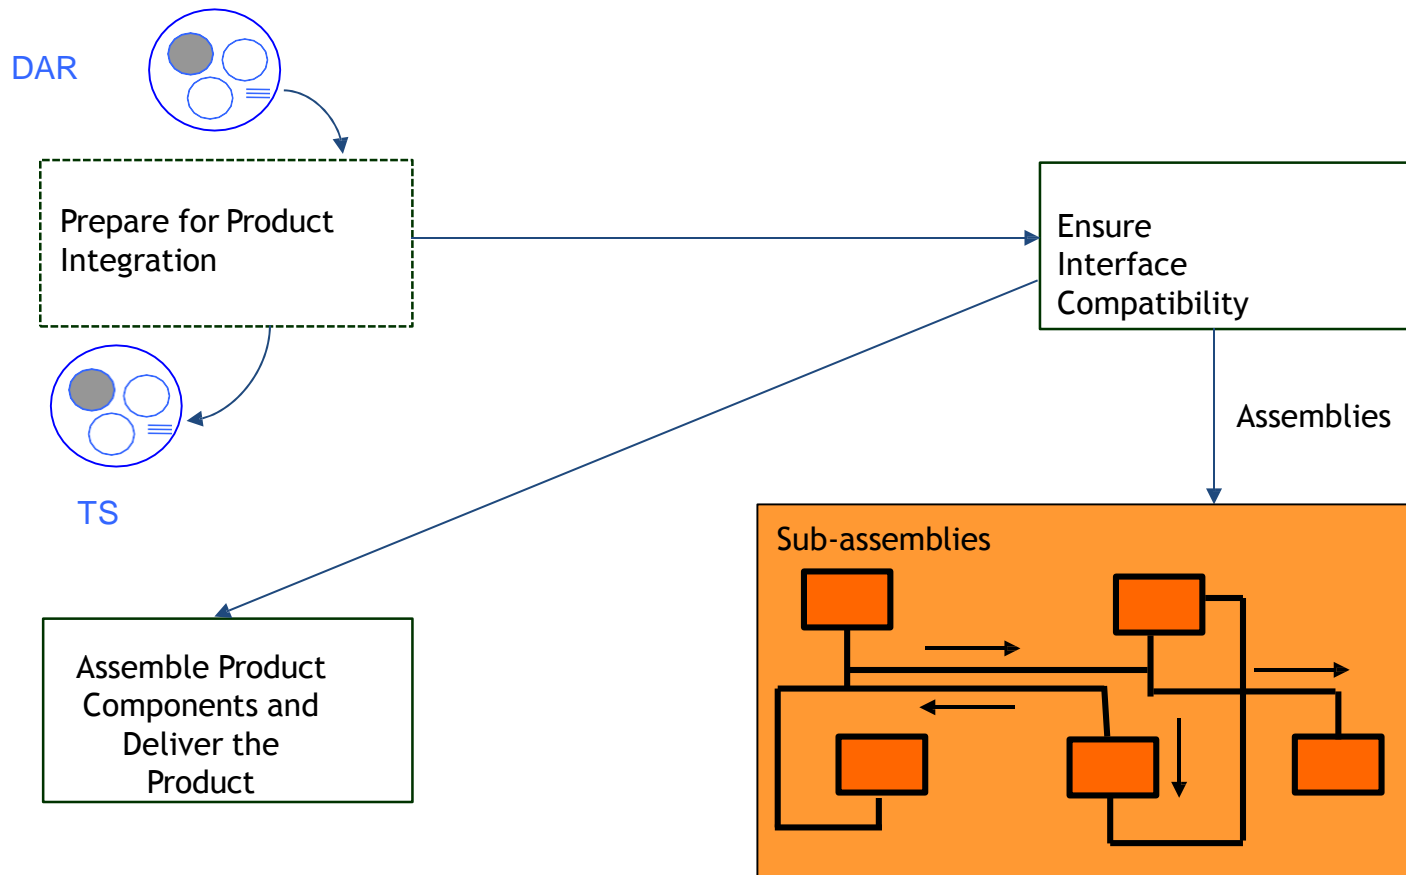 DAR
Prepare for Product
Integration
Ensure
Interface
Compatibility
TS
Assemblies
Sub-assemblies
Assemble Product
Components and
Deliver the
Product